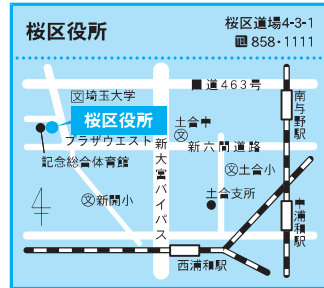 桜区役所
桜区道場4-3-1
☎ 858・1111
■道463号
文埼玉大学
桜区役所
プラザウエスト
記念総合体育館
土合中
文
新六間道路
南与野駅
新大宮バイパス
文土合小
土合支所
文新開小
中浦和駅
西浦和駅